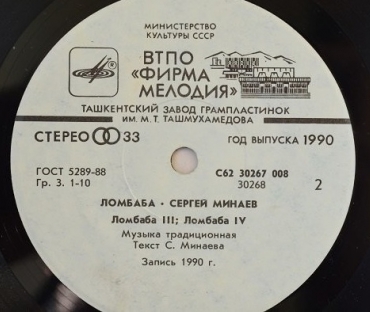 МИНИСТЕРСТВО
КУЛЬТУРЫ СССР
ВТПО
«ФИРМА
МЕЛОДИЯ»
ТАШКЕНТСКИЙ ЗАВОД ГРАМПЛАСТИНОК
ИМ. М. Т. ТАШМУХАМЕДОВА
СТЕРЕО 33
ГОД ВЫПУСКА 1990
ГОСТ 5289-88
Гр. 3. 1-10
С62 30267 008
30268
2
ЛОМБАБА · СЕРГЕЙ МИНАЕВ
Ломбаба III; Ломбаба IV
Музыка традиционная
Текст С. Минаева
Запись 1990 г.